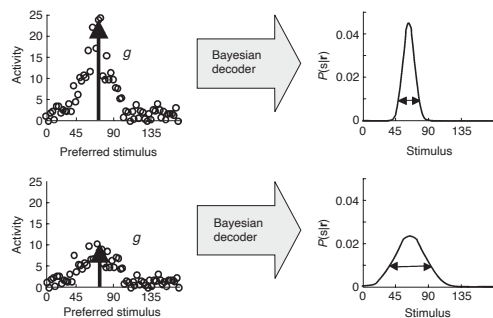 25
20
15
10
5
0
Activity
g
0 45 90 135
Preferred stimulus
Bayesian
decoder
0.04
0.02
0
P(s|r)
0 45 90 135
Stimulus
25
20
15
10
5
0
Activity
g
0 45 90 135
Preferred stimulus
Bayesian
decoder
0.04
0.02
0
P(s|r)
0 45 90 135
Stimulus